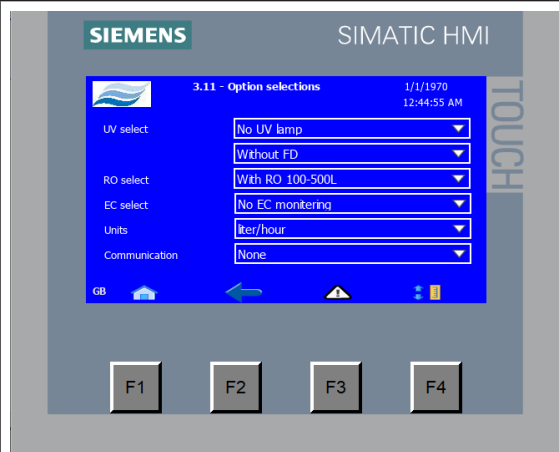 SIEMENS
SIMATIC HMI
TOUCH
3.11 - Option selections
1/1/1970
12:44:55 AM
UV select
No UV lamp
Without FD
RO select
With RO 100-500L
EC select
No EC monitering
Units
liter/hour
Communication
None
GB
F1
F2
F3
F4